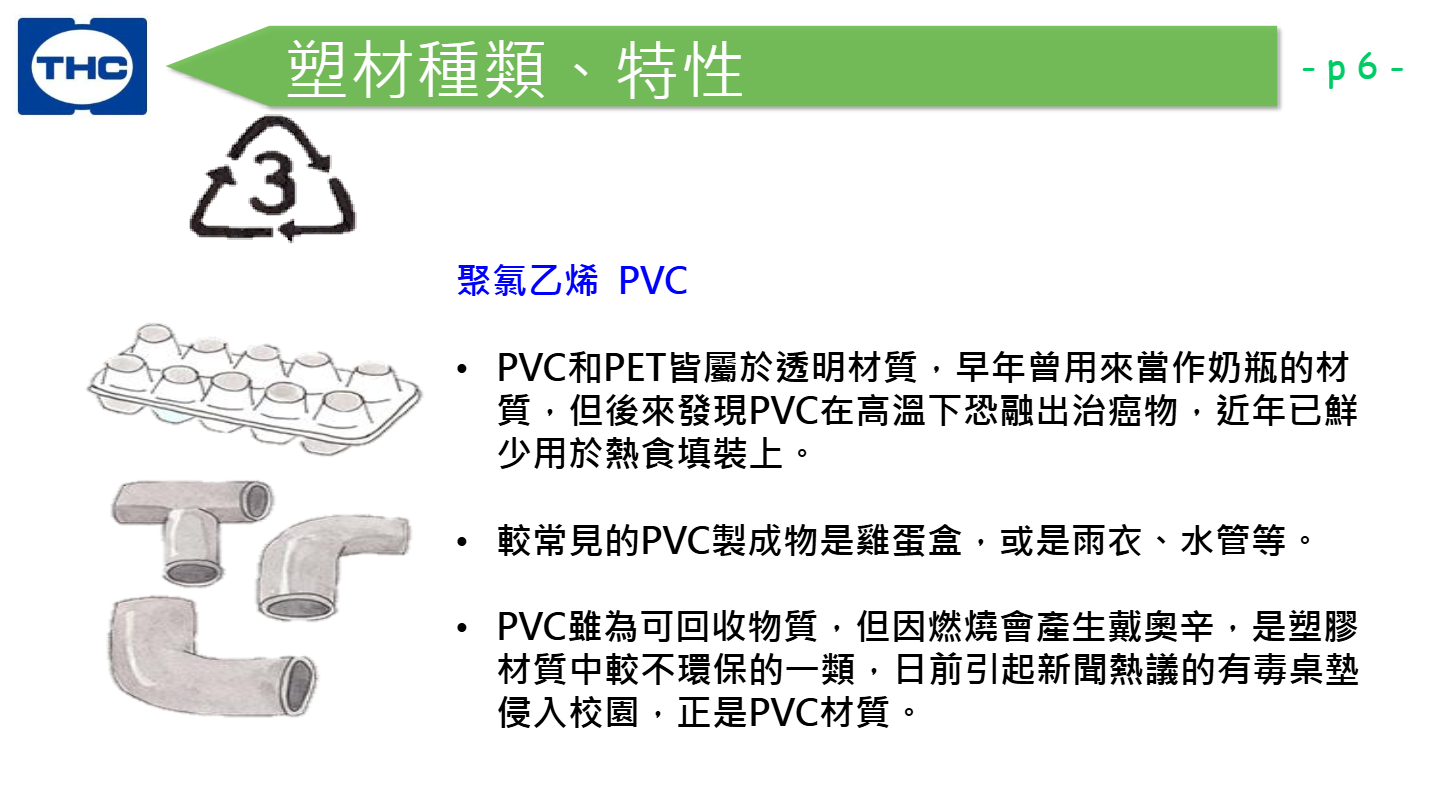 THC
塑材種類、特性
- p 6 -
3
聚氯乙烯 PVC
• PVC和PET皆屬於透明材質，早年曾用來當作奶瓶的材
質，但後來發現PVC在高溫下恐融出治癌物，近年已鮮
少用於熱食填裝上。
• 較常見的PVC製成物是雞蛋盒，或是雨衣、水管等。
• PVC雖為可回收物質，但因燃燒會產生戴奧辛，是塑膠
材質中較不環保的一類，日前引起新聞熱議的有毒桌墊
侵入校園，正是PVC材質。